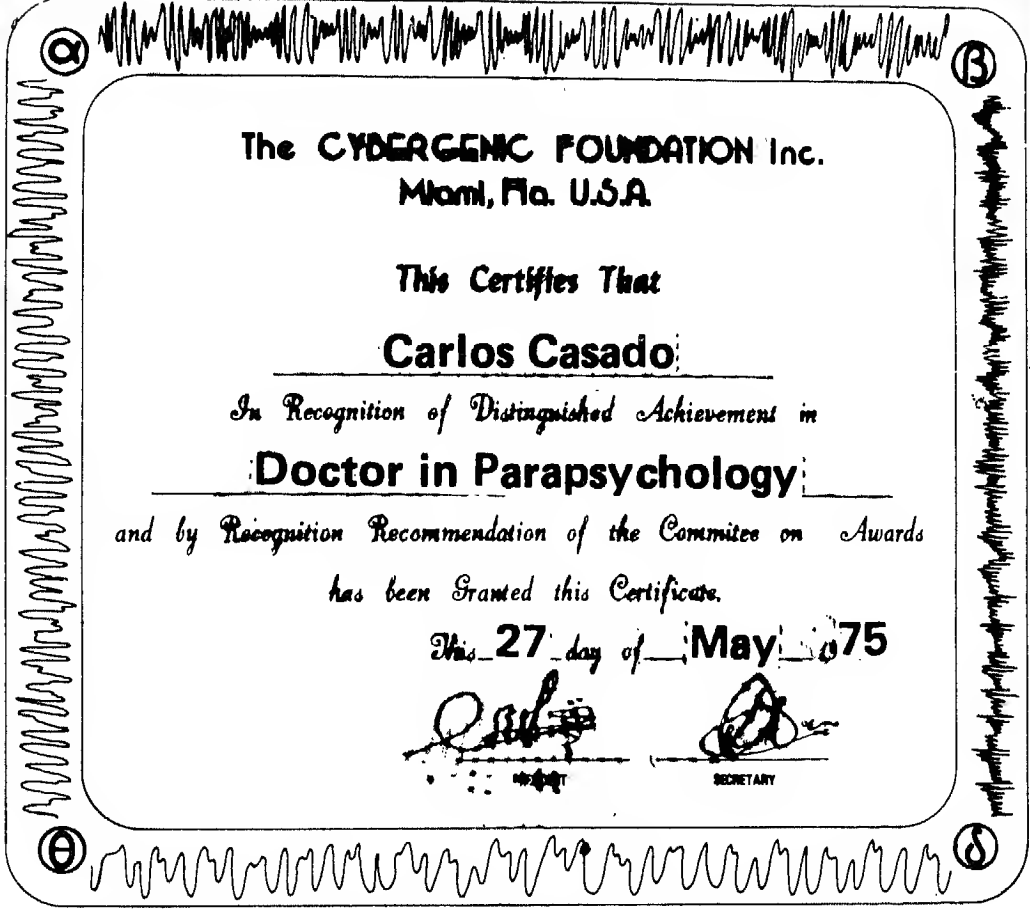 α
β
The CYBERGENIC FOUNDATION Inc.
Miami, Fla. U.S.A.
This Certifies That
Carlos Casado
In Recognition of Distinguished Achievement in
Doctor in Parapsychology
and by Recognition Recommendation of the Commitee on Awards
has been Granted this Certificate.
This 27 day of May 75
PRESIDENT SECRETARY
θ
δ